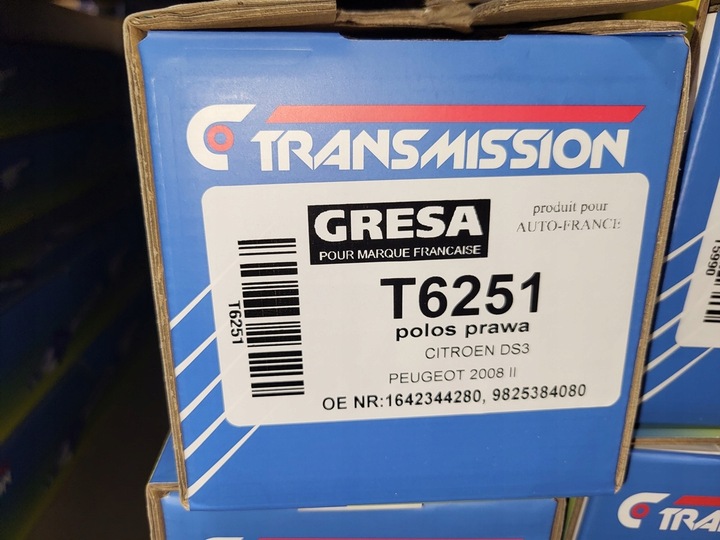 TRANSMISSION
GRESA
POUR MARQUE FRANCAISE
produit pour
AUTO-FRANCE
T6251
T6251
polos prawa
CITROEN DS3
PEUGEOT 2008 II
OE NR:1642344280, 9825384080